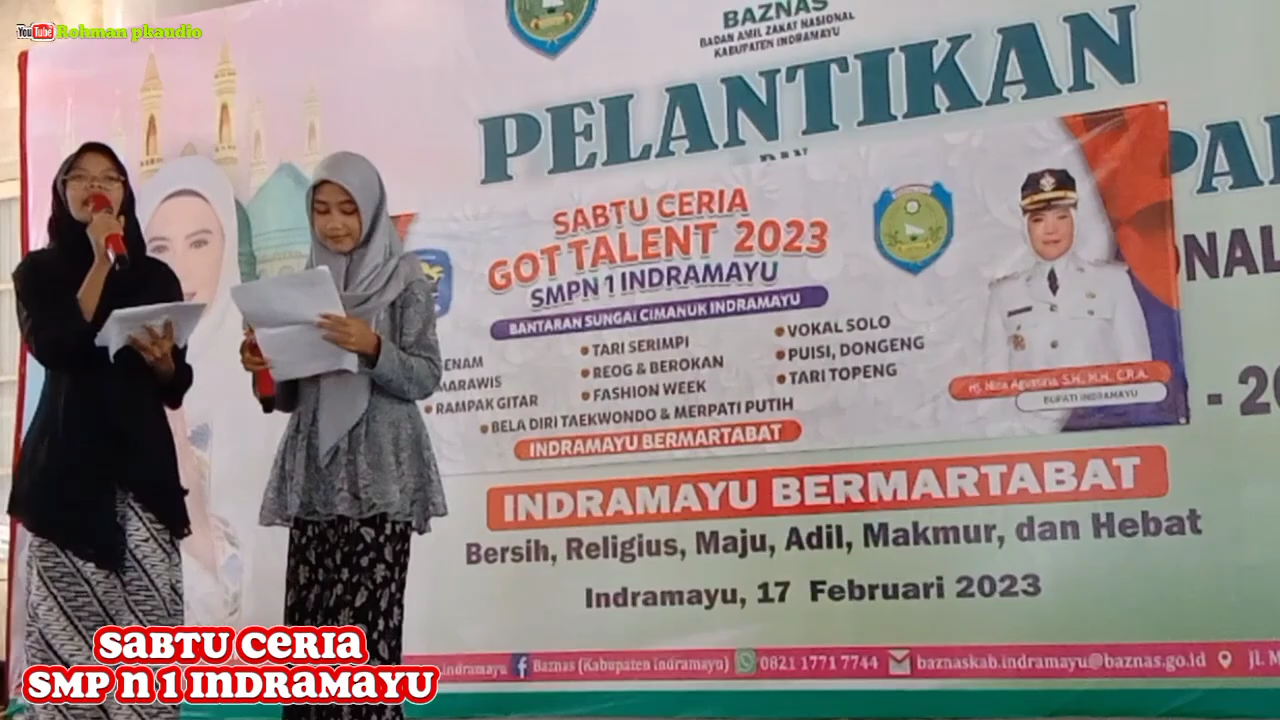 YouTube Rohman pkaudio
BAZNAS
BADAN AMIL ZAKAT NASIONAL
KABUPATEN INDRAMAYU
PELANTIKAN
SABTU CERIA
GOT TALENT 2023
SMPN 1 INDRAMAYU
BANTARAN SUNGAI CIMANUK INDRAMAYU
ENAM
MARAWIS
• RAMPAK GITAR
• TARI SERIMPI
• REOG & BEROKAN
• FASHION WEEK
• VOKAL SOLO
• PUISI, DONGENG
• TARI TOPENG
• BELA DIRI TAEKWONDO & MERPATI PUTIH
INDRAMAYU BERMARTABAT
Hj. Nina Agustina, S.H., M.H., C.R.A.
BUPATI INDRAMAYU
PA
ONAL
- 20
INDRAMAYU BERMARTABAT
Bersih, Religius, Maju, Adil, Makmur, dan Hebat
Indramayu, 17 Februari 2023
indramayu Baznas (Kabupaten indramayu) 0821 1771 7744 baznaskab.indramayu@baznas.go.id Jl. M
SABTU CERIA
SMP N 1 INDRAMAYU